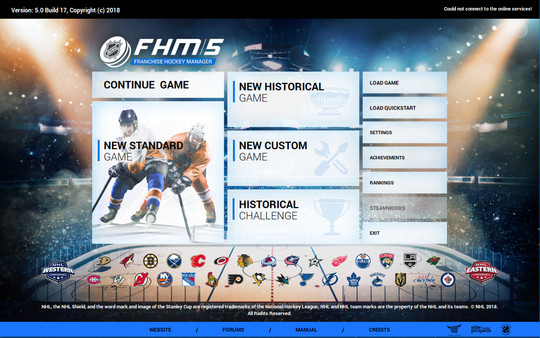 Version: 5.0 Build 17, Copyright (c) 2018
Could not connect to the online services!
FHM5
FRANCHISE HOCKEY MANAGER
CONTINUE GAME
NEW STANDARD
GAME
NEW HISTORICAL
GAME
NEW CUSTOM
GAME
HISTORICAL
CHALLENGE
LOAD GAME
LOAD QUICKSTART
SETTINGS
ACHIEVEMENTS
RANKINGS
STEAMWORKS
EXIT
WESTERN
EASTERN
NHL, the NHL Shield, and the word mark and image of the Stanley Cup are registered trademarks of the National Hockey League, NHL and NHL team marks are the property of the NHL and its teams. © NHL 2018.
All Rights Reserved.
WEBSITE / FORUMS / MANUAL / CREDITS